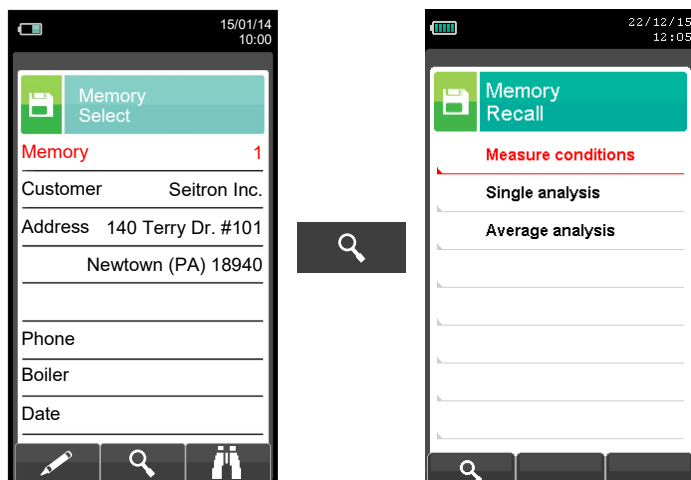 15/01/14
10:00
Memory
Select
Memory 1
Customer Seitron Inc.
Address 140 Terry Dr. #101
Newtown (PA) 18940
Phone
Boiler
Date
22/12/15
12:05
Memory
Recall
Measure conditions
Single analysis
Average analysis